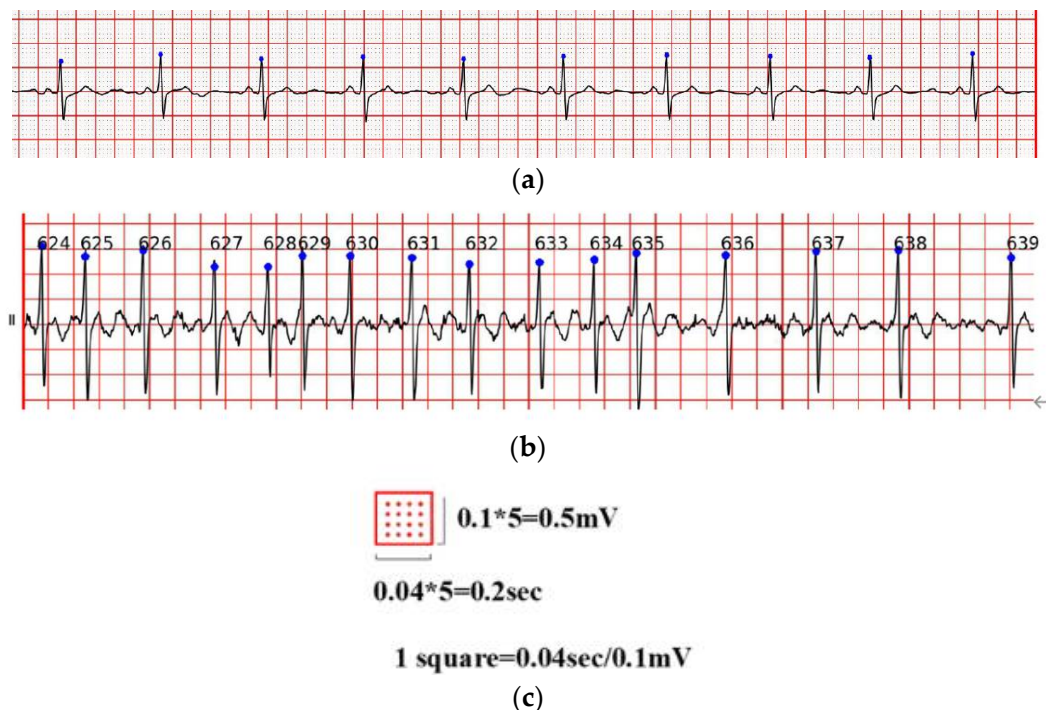 (a)
624 625 626 627 628 629 630 631 632 633 634 635 636 637 638 639
II
(b)
0.1*5=0.5mV
0.04*5=0.2sec
1 square=0.04sec/0.1mV
(c)